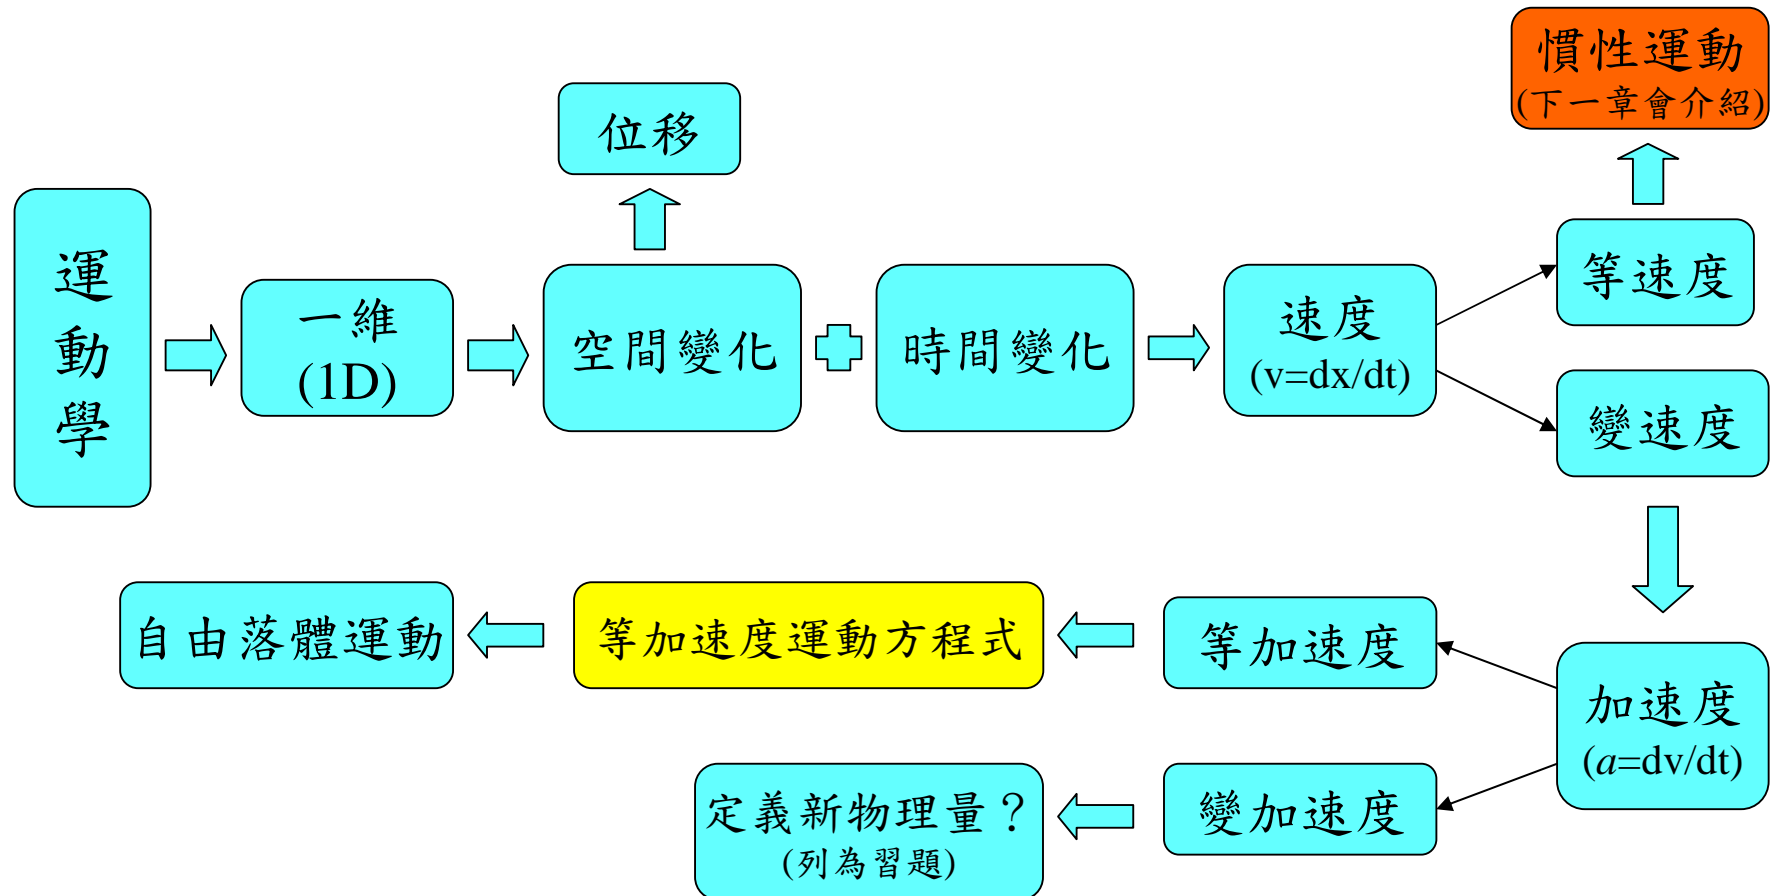 慣性運動
(下一章會介紹)
位移
運動學
一維
(1D)
空間變化
時間變化
速度
(v=dx/dt)
等速度
變速度
自由落體運動
等加速度運動方程式
等加速度
加速度
(a=dv/dt)
定義新物理量？
(列為習題)
變加速度